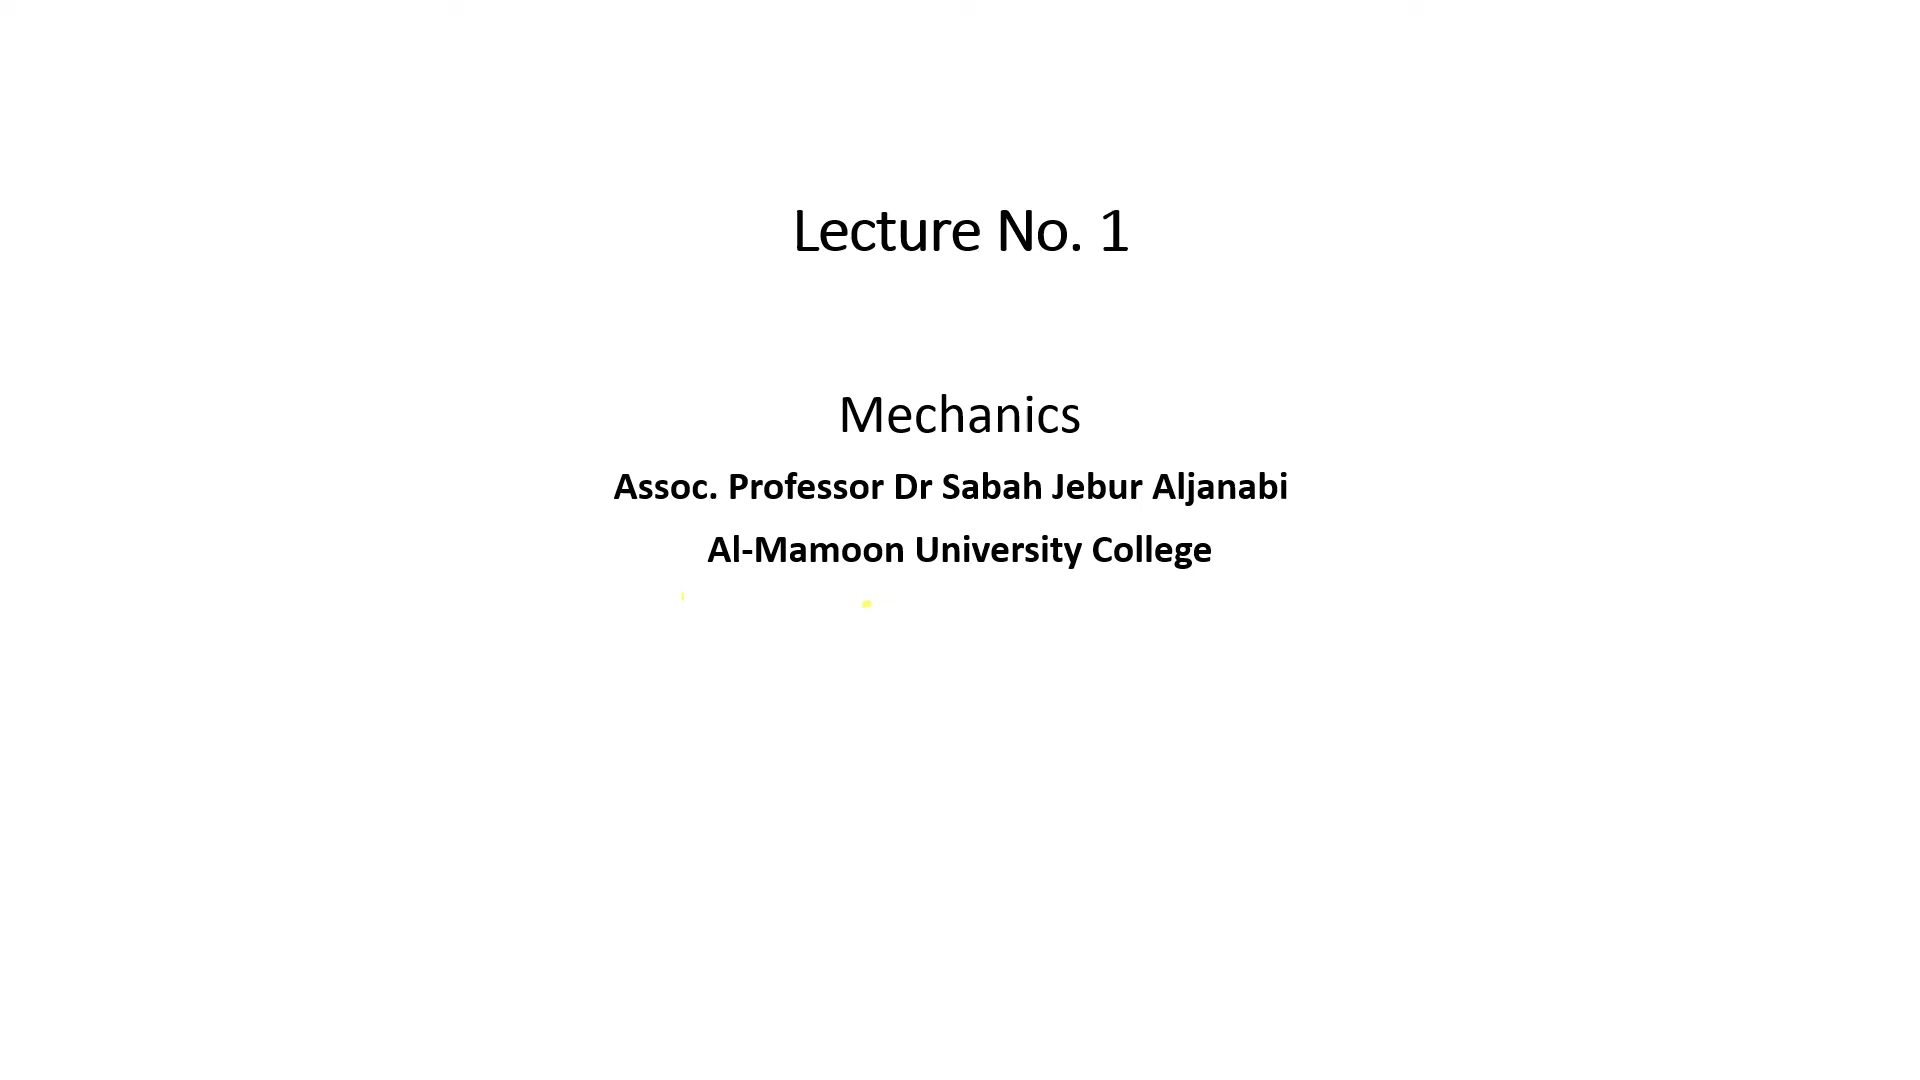 Lecture No. 1
Mechanics
Assoc. Professor Dr Sabah Jebur Aljanabi
Al-Mamoon University College